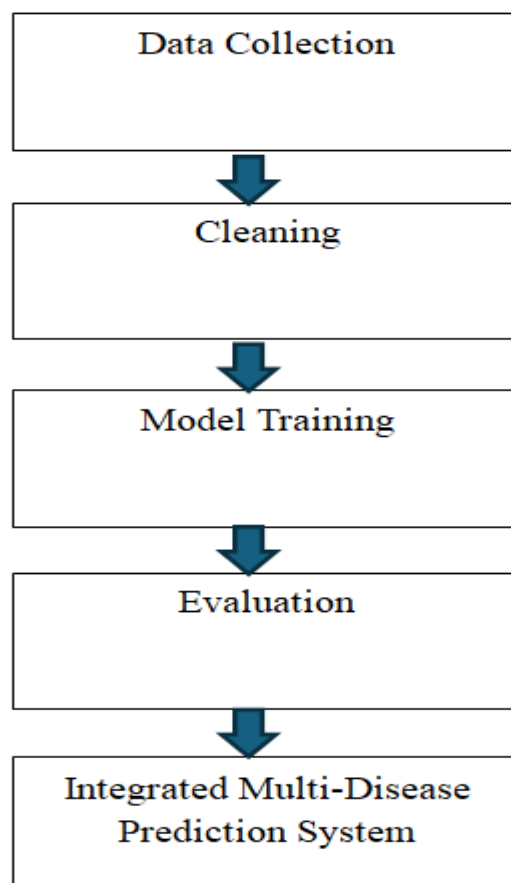 Data Collection
Cleaning
Model Training
Evaluation
Integrated Multi-Disease
Prediction System